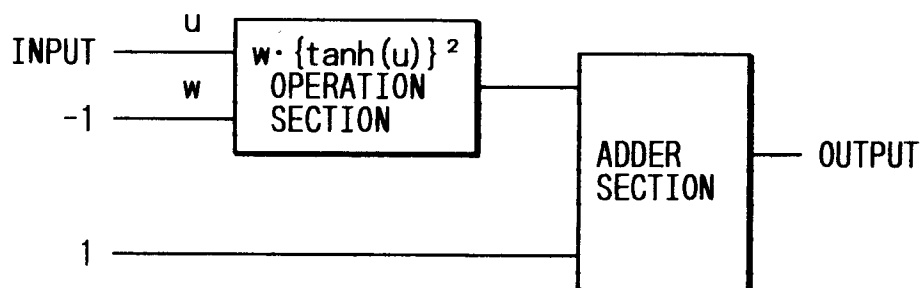 u
INPUT
w· {tanh(u)}²
w
OPERATION
-1
SECTION
ADDER
OUTPUT
SECTION
1